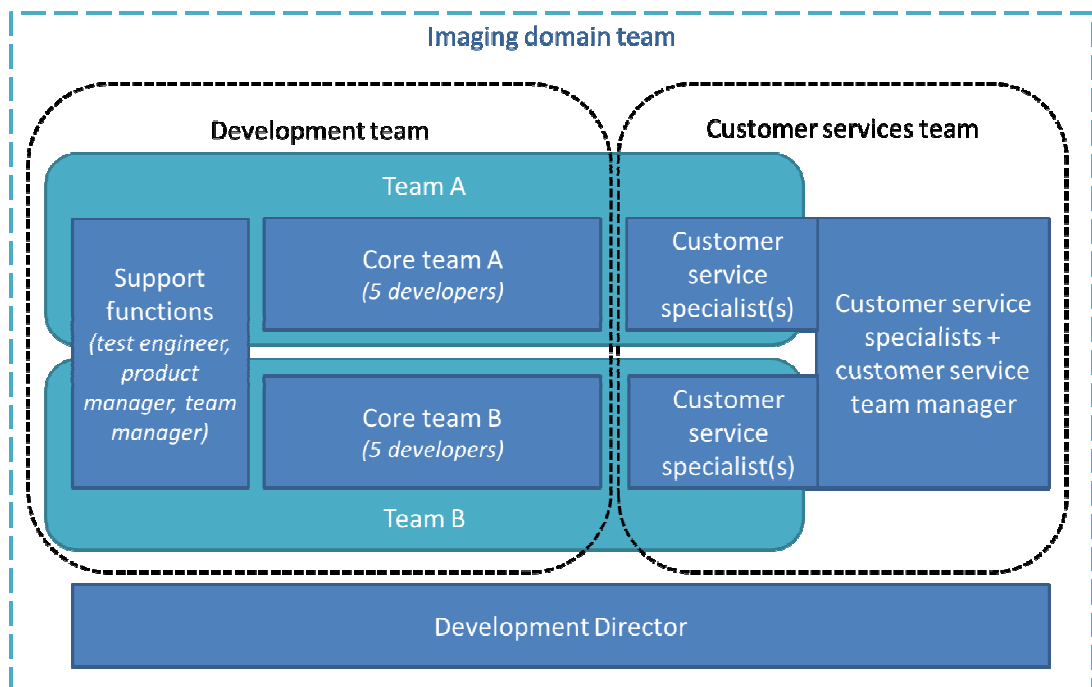 Imaging domain team
Development team
Customer services team
Team A
Support
functions
(test engineer,
product
manager, team
manager)
Core team A
(5 developers)
Customer
service
specialist(s)
Customer service
specialists +
customer service
team manager
Core team B
(5 developers)
Customer
service
specialist(s)
Team B
Development Director